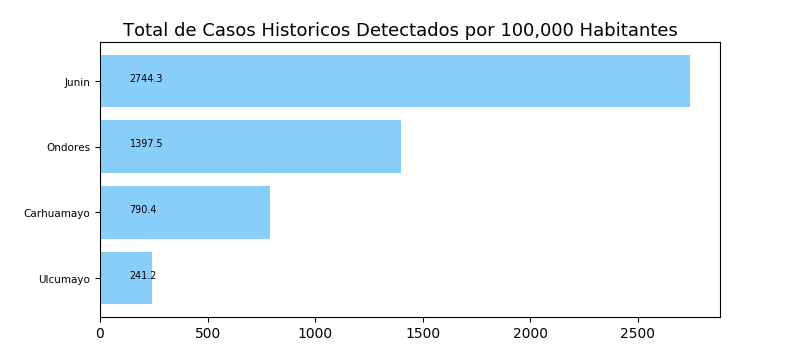 Total de Casos Historicos Detectados por 100,000 Habitantes
Junin 2744.3
Ondores 1397.5
Carhuamayo 790.4
Ulcumayo 241.2
0 500 1000 1500 2000 2500